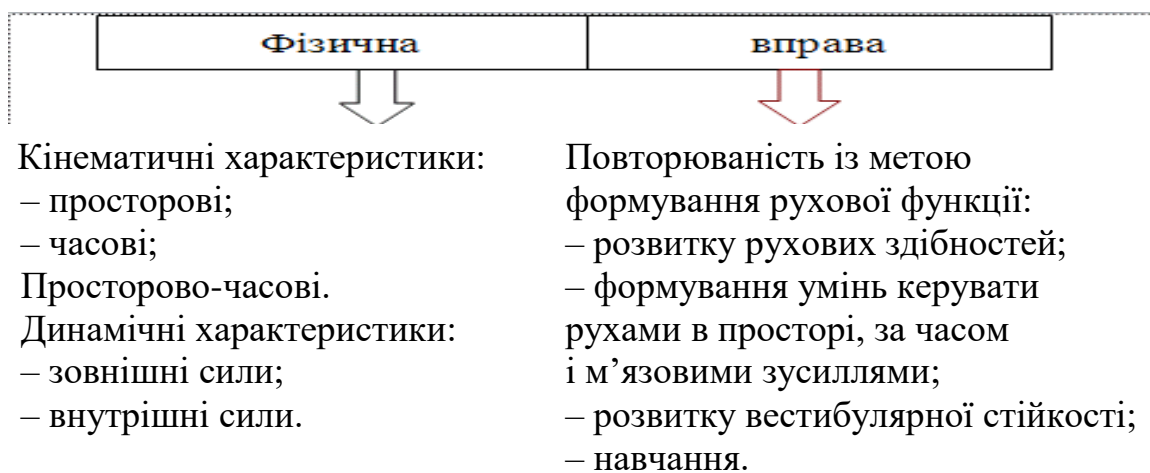 Фізична вправа
Кінематичні характеристики:
– просторові;
– часові;
Просторово-часові.
Динамічні характеристики:
– зовнішні сили;
– внутрішні сили.
Повторюваність із метою
формування рухової функції:
– розвитку рухових здібностей;
– формування умінь керувати
рухами в просторі, за часом
і м’язовими зусиллями;
– розвитку вестибулярної стійкості;
– навчання.